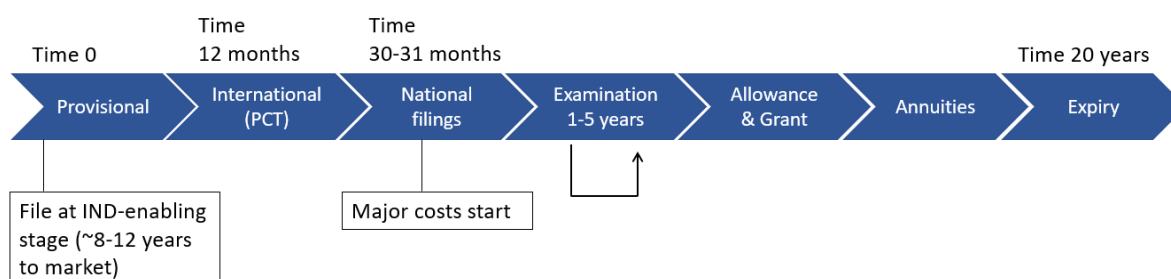 Time 0
Time
12 months
Time
30-31 months
Time 20 years
Provisional
International
(PCT)
National
filings
Examination
1-5 years
Allowance
& Grant
Annuities
Expiry
File at IND-enabling
stage (~8-12 years
to market)
Major costs start